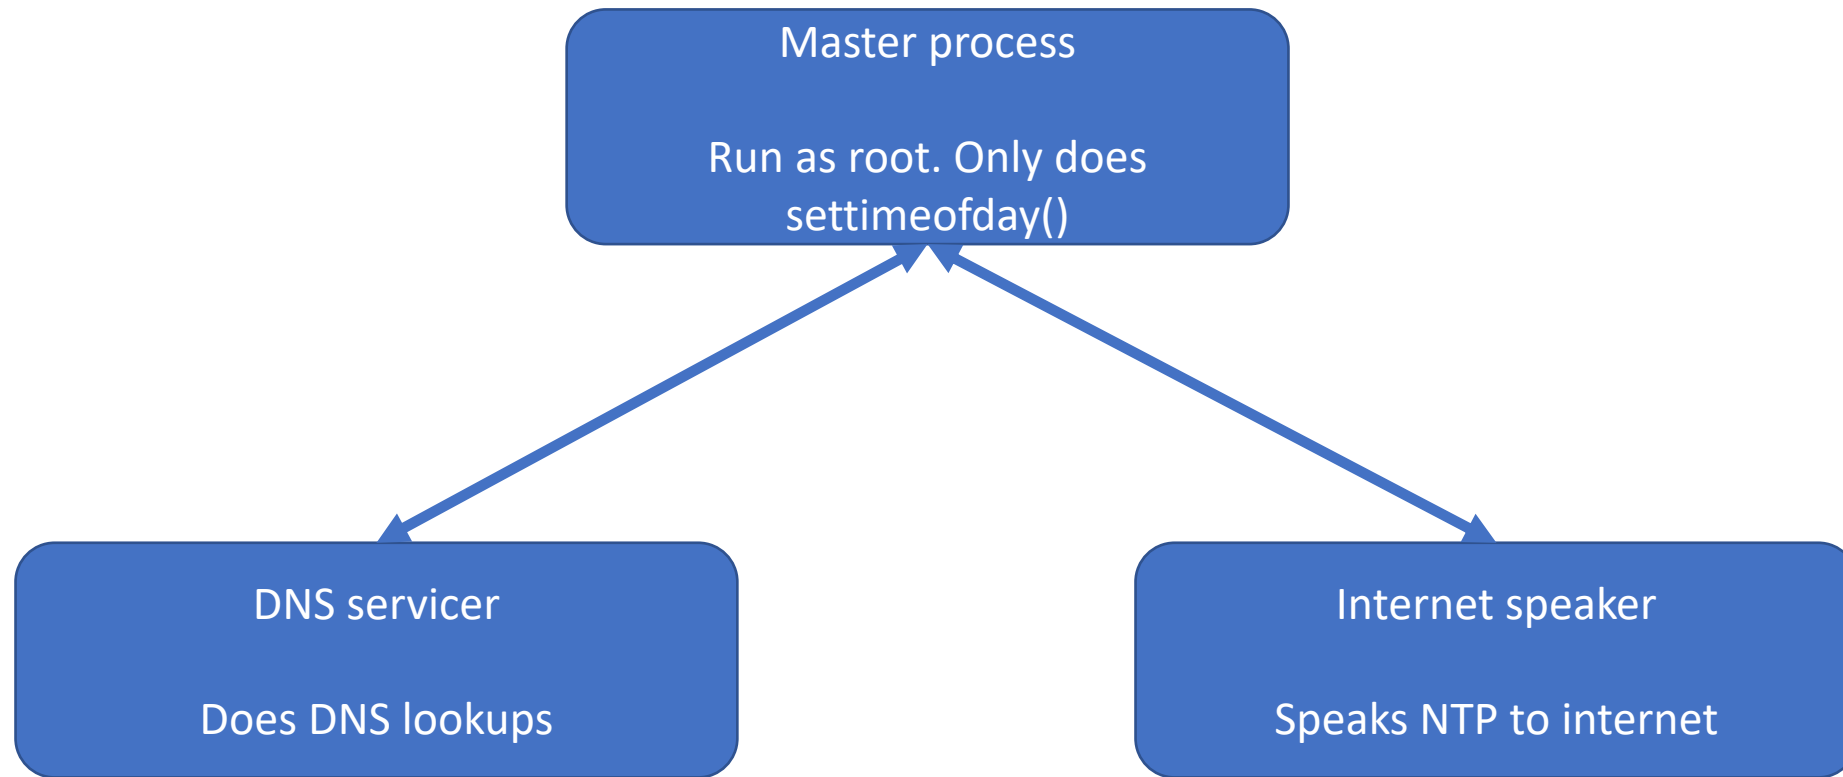 Master process
Run as root. Only does
settimeofday()
DNS servicer
Does DNS lookups
Internet speaker
Speaks NTP to internet